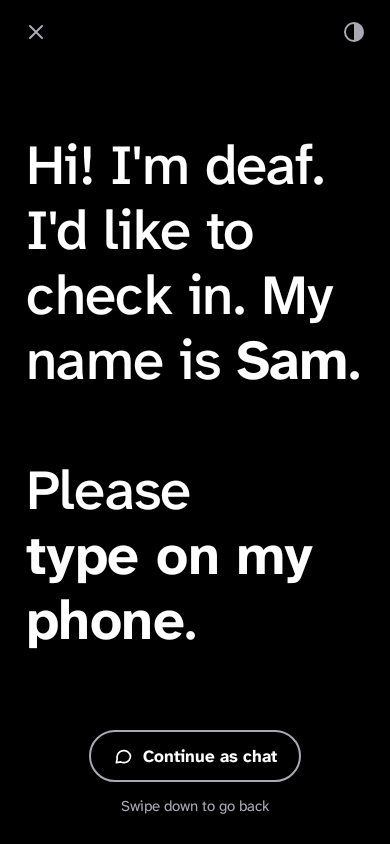 Hi! I'm deaf.
I'd like to
check in. My
name is Sam.
Please
type on my
phone.
Continue as chat
Swipe down to go back